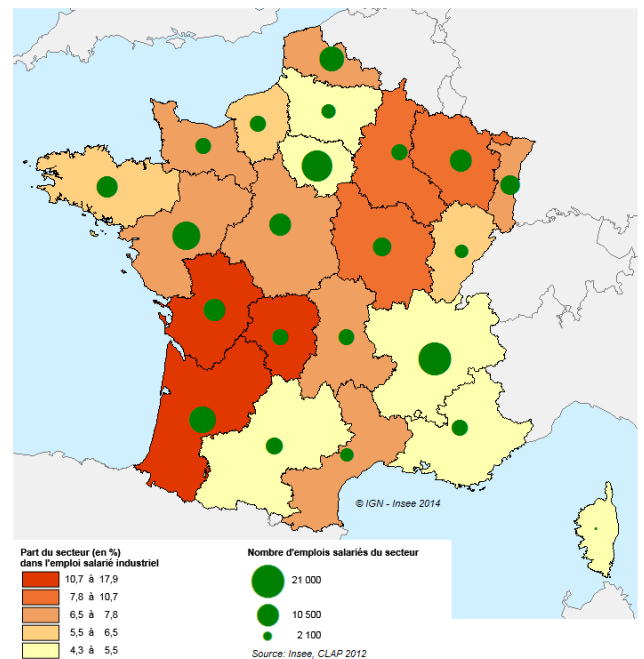 © IGN - Insee 2014
Part du secteur (en %)
dans l'emploi salarié industriel
10,7 à 17,9
7,8 à 10,7
6,5 à 7,8
5,5 à 6,5
4,3 à 5,5
Nombre d'emplois salariés du secteur
21 000
10 500
2 100
Source: Insee, CLAP 2012